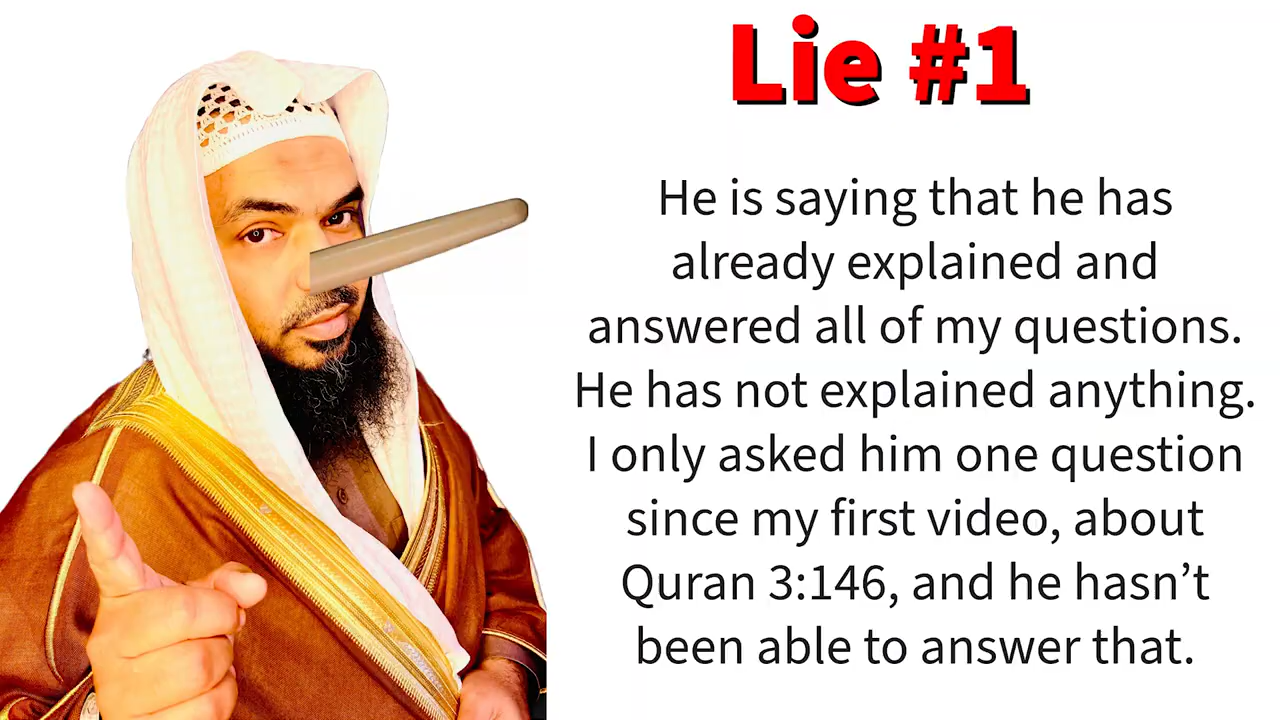 Lie #1
He is saying that he has
already explained and
answered all of my questions.
He has not explained anything.
I only asked him one question
since my first video, about
Quran 3:146, and he hasn’t
been able to answer that.